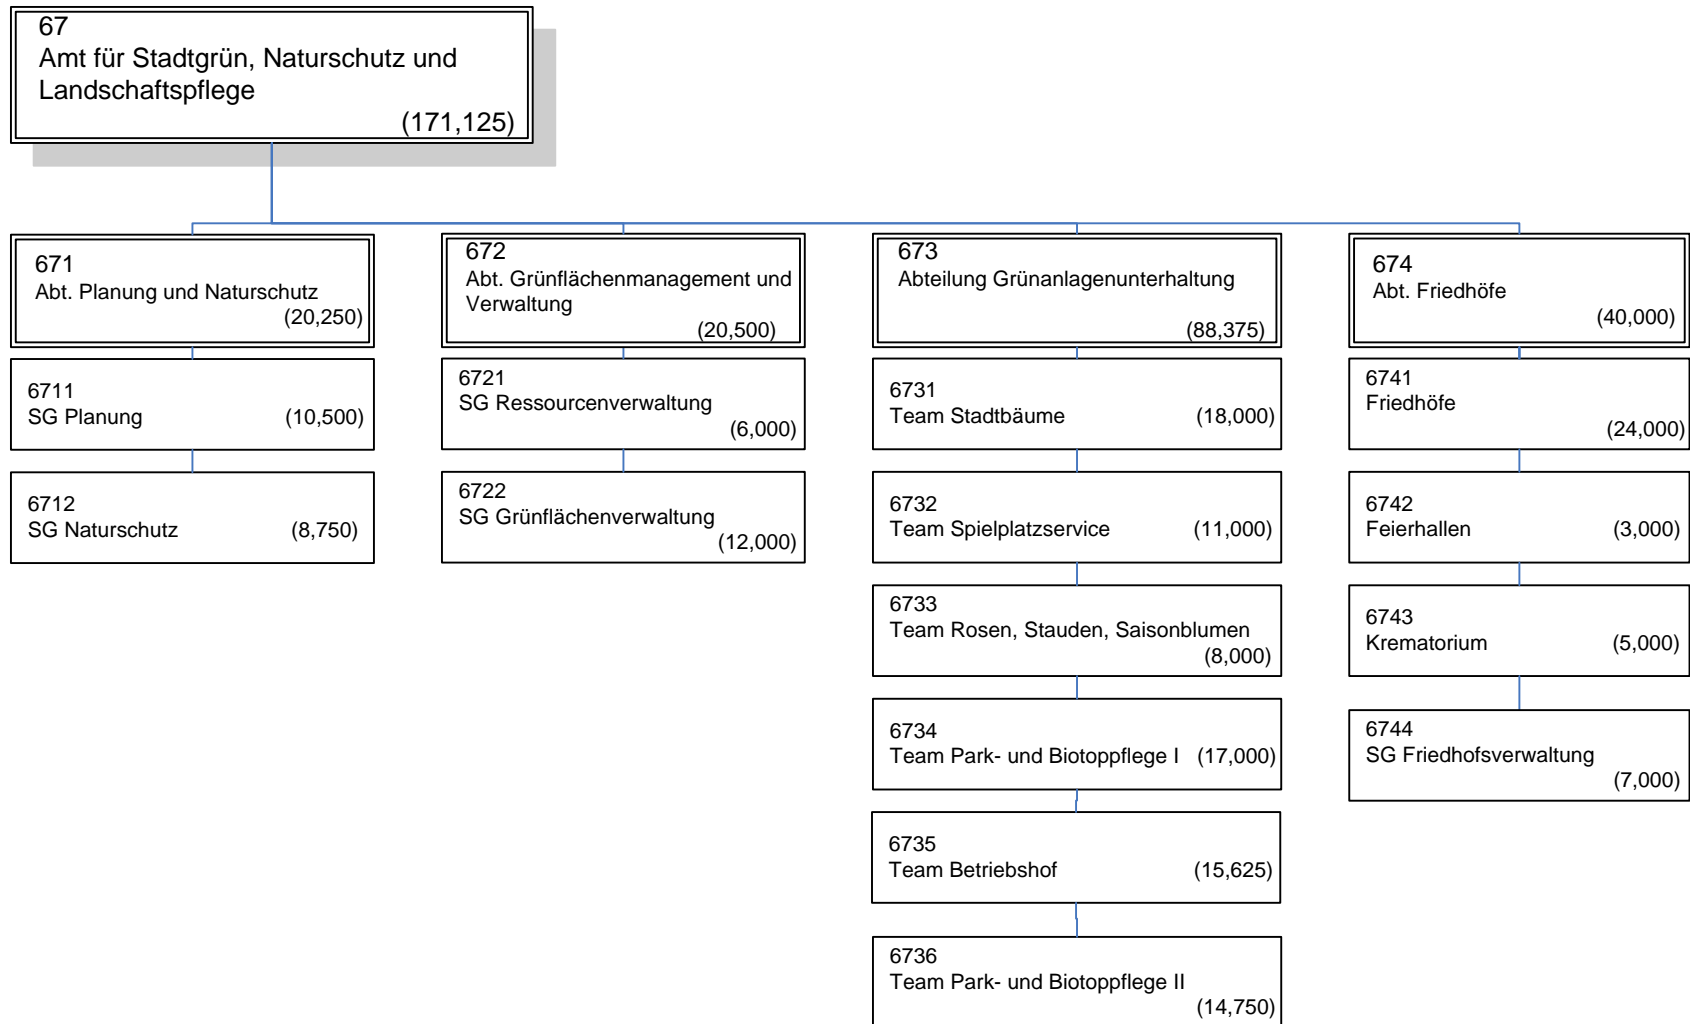 67
Amt für Stadtgrün, Naturschutz und
Landschaftspflege
(171,125)
671
Abt. Planung und Naturschutz
(20,250)
6711
SG Planung (10,500)
6712
SG Naturschutz (8,750)
672
Abt. Grünflächenmanagement und
Verwaltung
(20,500)
6721
SG Ressourcenverwaltung
(6,000)
6722
SG Grünflächenverwaltung
(12,000)
673
Abteilung Grünanlagenunterhaltung
(88,375)
6731
Team Stadtbäume (18,000)
6732
Team Spielplatzservice (11,000)
6733
Team Rosen, Stauden, Saisonblumen
(8,000)
6734
Team Park- und Biotoppflege I (17,000)
6735
Team Betriebshof (15,625)
6736
Team Park- und Biotoppflege II
(14,750)
674
Abt. Friedhöfe
(40,000)
6741
Friedhöfe
(24,000)
6742
Feierhallen (3,000)
6743
Krematorium (5,000)
6744
SG Friedhofsverwaltung
(7,000)